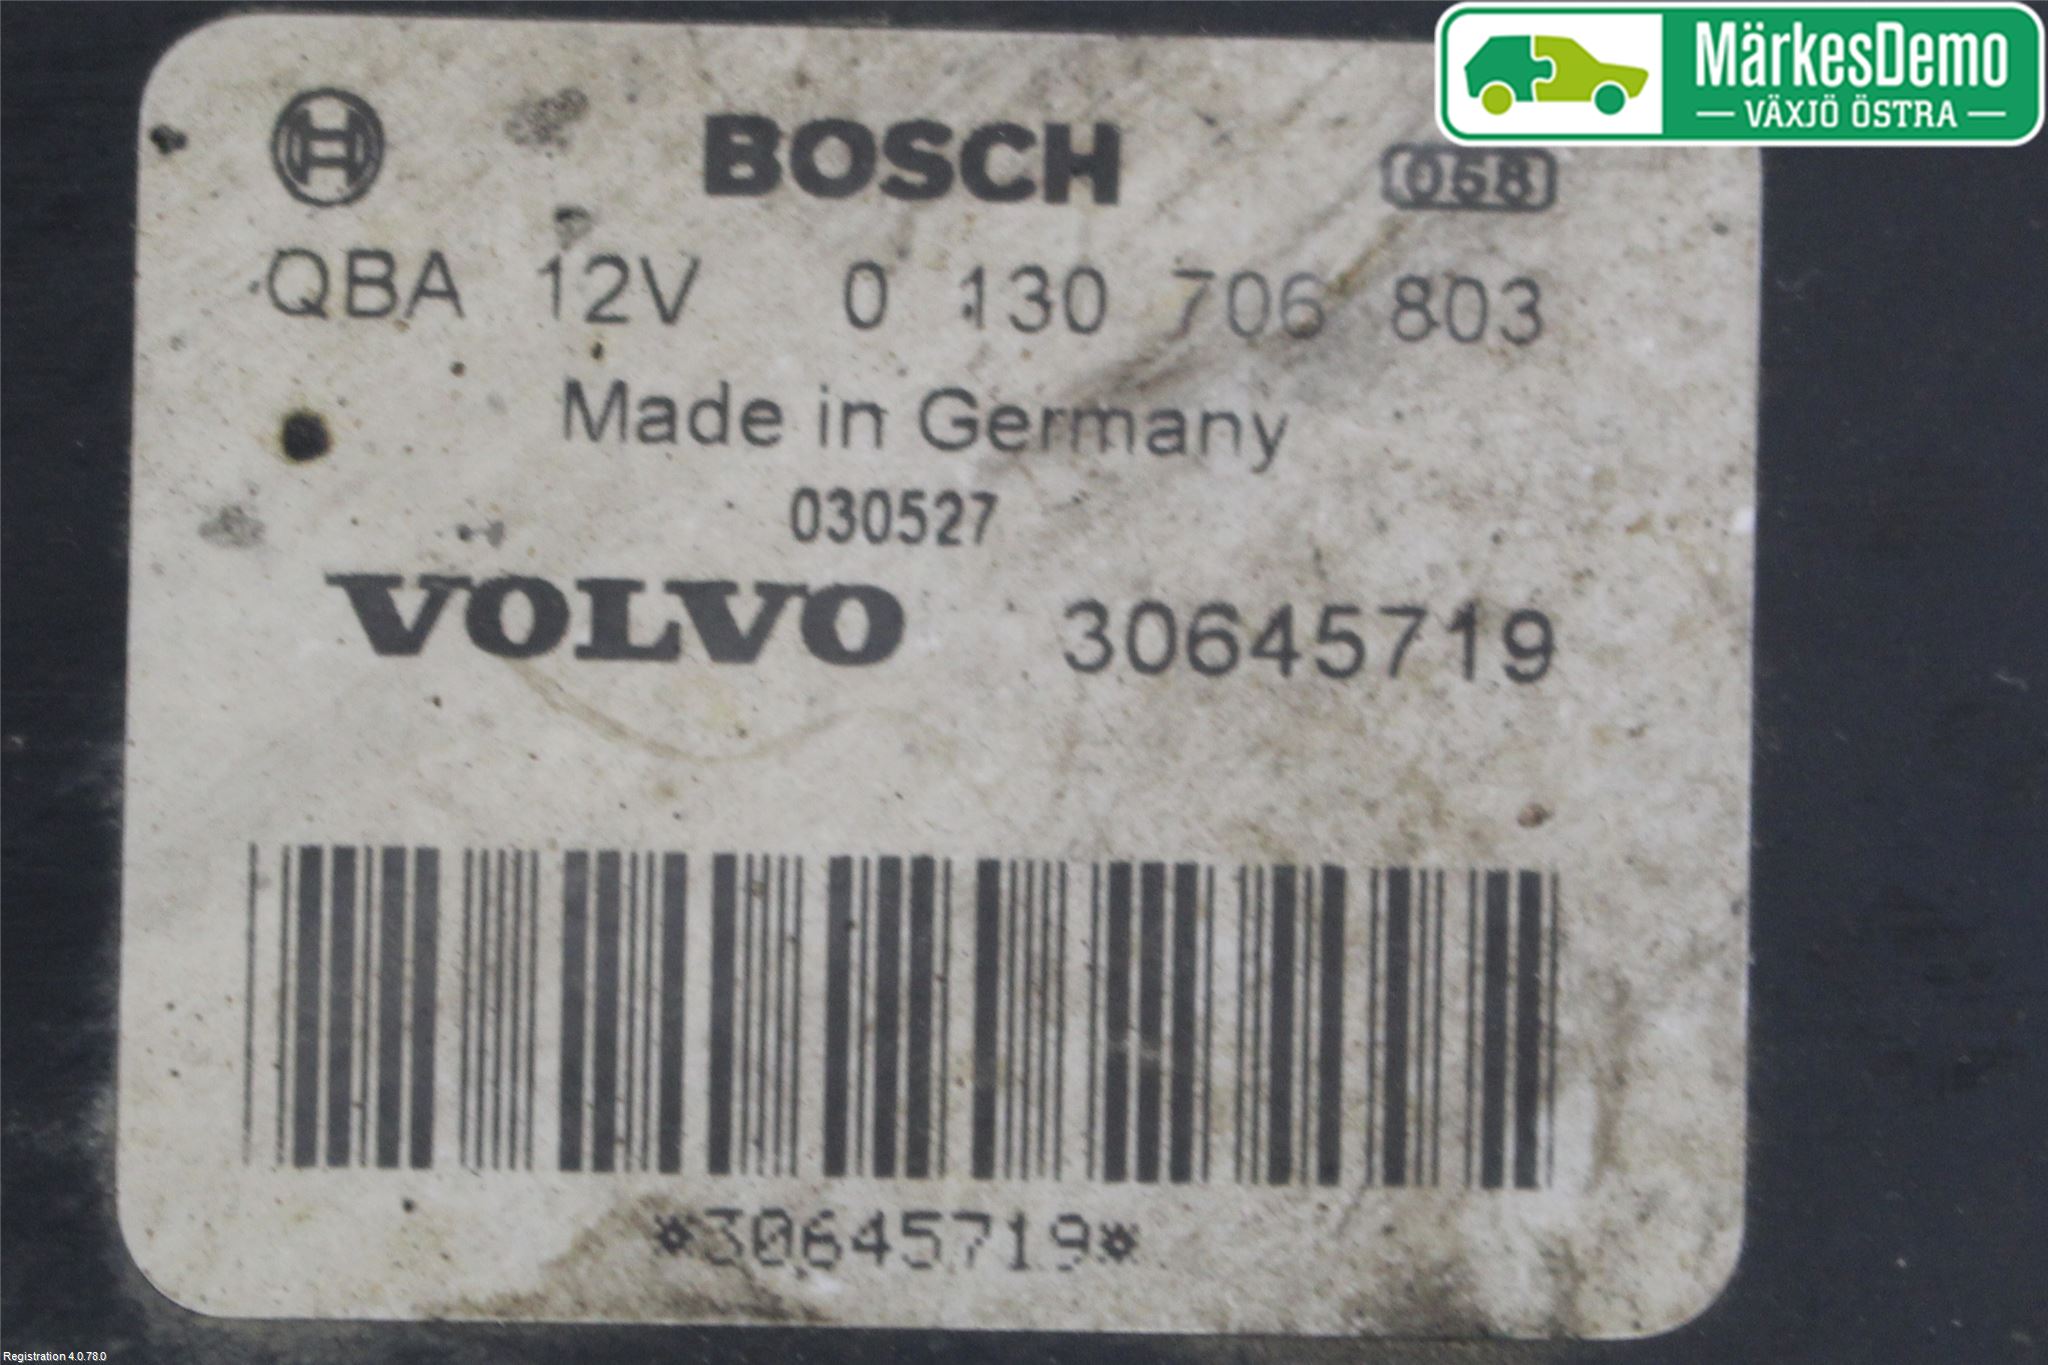 MärkesDemo
VÄXJÖ ÖSTRA
BOSCH
068
QBA 12V 0 130 706 803
Made in Germany
030527
VOLVO 30645719
*30645719*
Registration 4.0.78.0